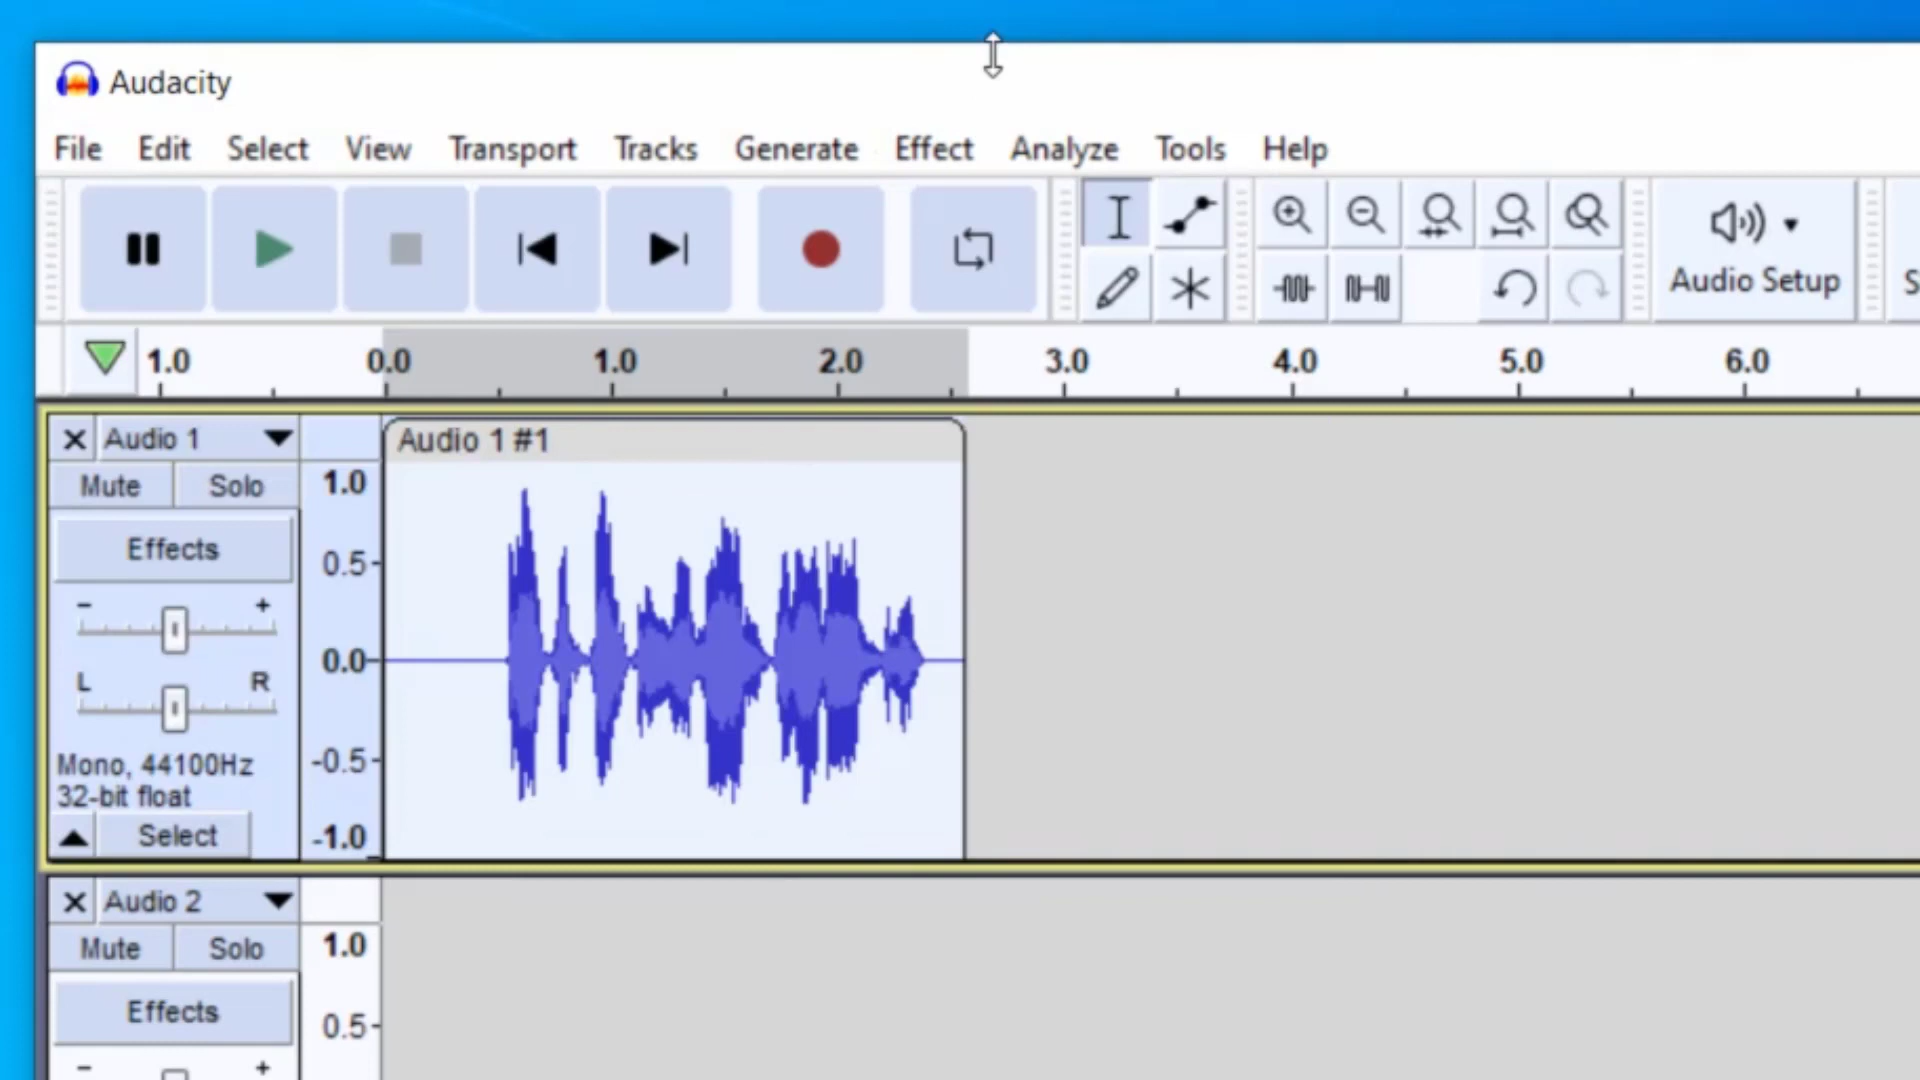 Audacity
File Edit Select View Transport Tracks Generate Effect Analyze Tools Help
Audio Setup
1.0 0.0 1.0 2.0 3.0 4.0 5.0 6.0
Audio 1
Audio 1 #1
Mute Solo
1.0
Effects
0.5
- +
0.0
L R
Mono, 44100Hz
-0.5
32-bit float
Select
-1.0
Audio 2
Mute Solo
1.0
Effects
0.5
- +